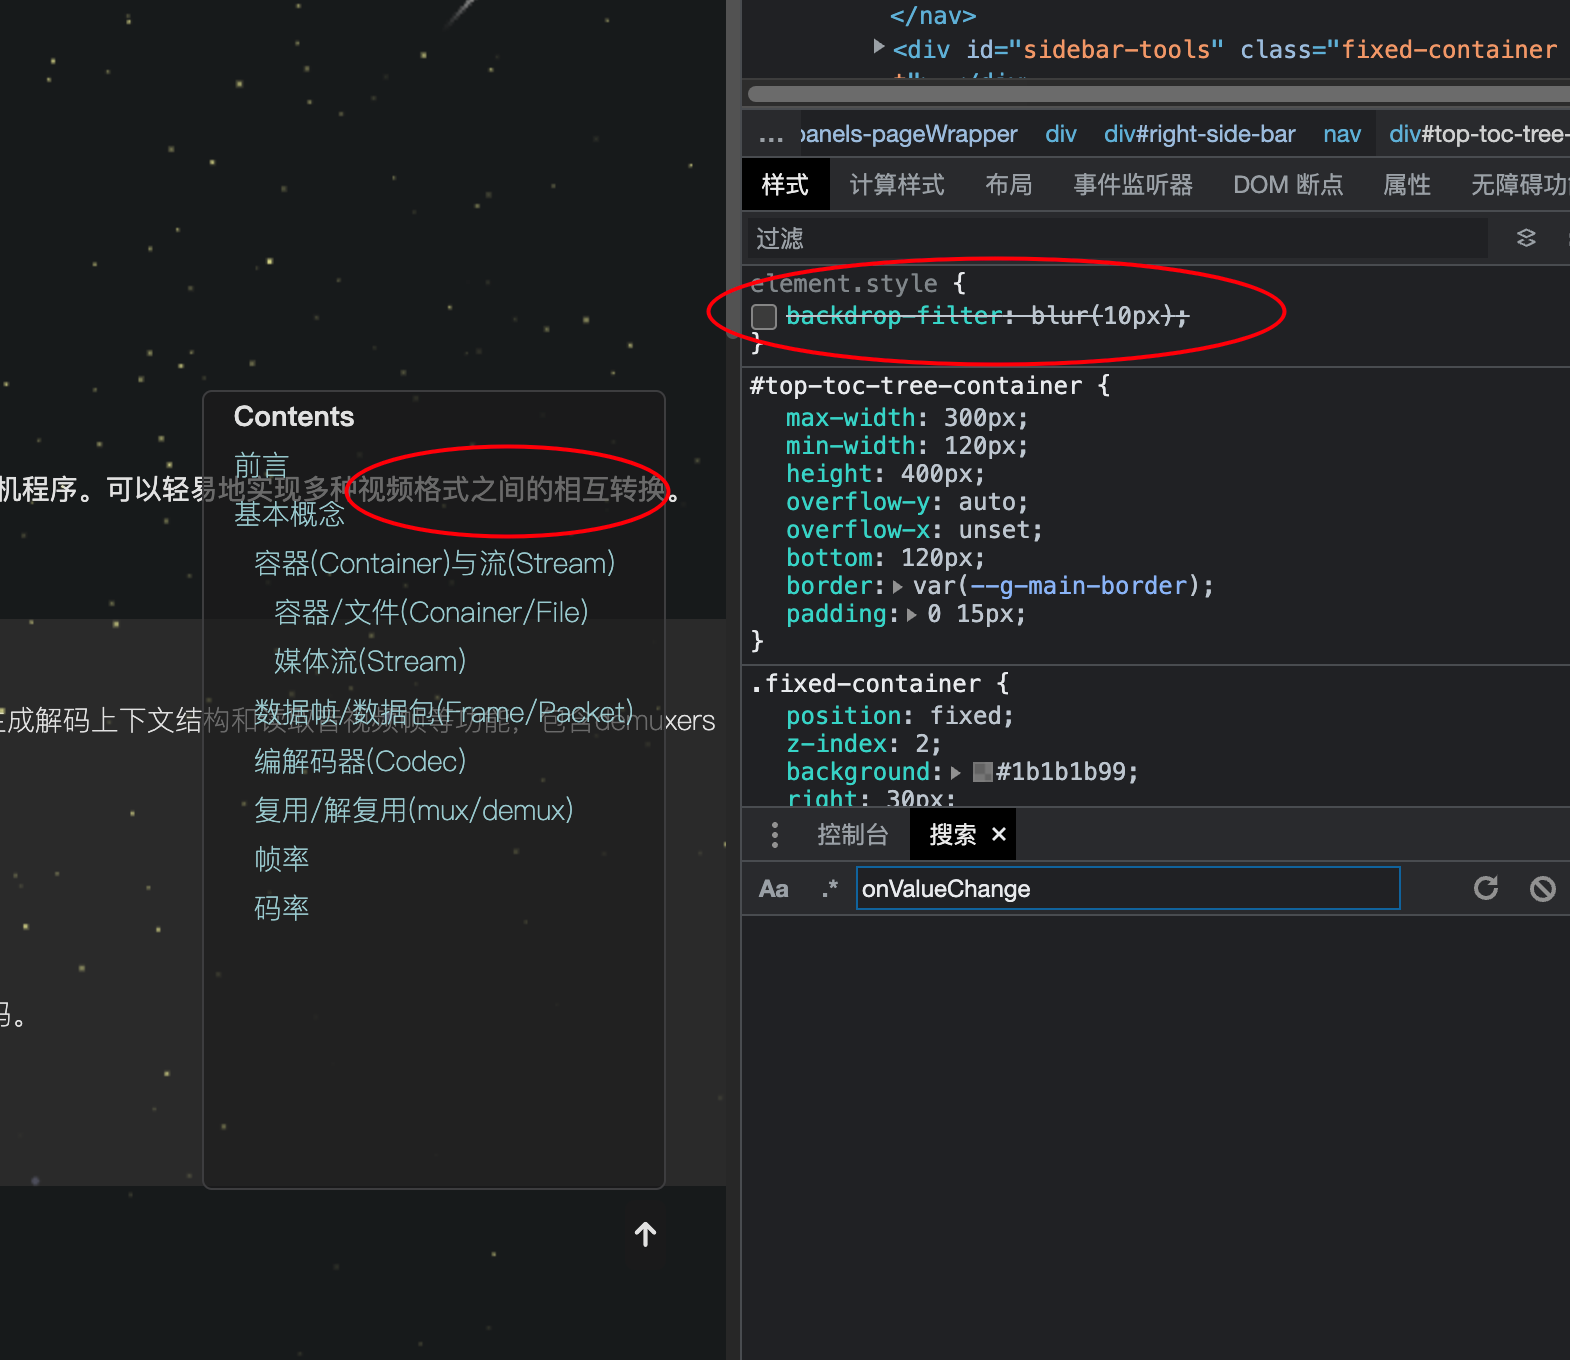 Contents
前言
机程序。可以轻易地实现多种视频格式之间的相互转换。
基本概念
容器(Container)与流(Stream)
容器/文件(Conainer/File)
媒体流(Stream)
数据帧/数据包(Frame/Packet)
成解码上下文结构和读取音视频帧等功能，包含demuxers
编解码器(Codec)
复用/解复用(mux/demux)
帧率
码率
码。
</nav>
<div id="sidebar-tools" class="fixed-container
... panels-pageWrapper div div#right-side-bar nav div#top-toc-tree-
样式 计算样式 布局 事件监听器 DOM 断点 属性 无障碍功
过滤
element.style {
backdrop-filter: blur(10px);
}
#top-toc-tree-container {
max-width: 300px;
min-width: 120px;
height: 400px;
overflow-y: auto;
overflow-x: unset;
bottom: 120px;
border: var(--g-main-border);
padding: 0 15px;
}
.fixed-container {
position: fixed;
z-index: 2;
background: #1b1b1b99;
right: 30px;
控制台 搜索 ×
Aa .* onValueChange